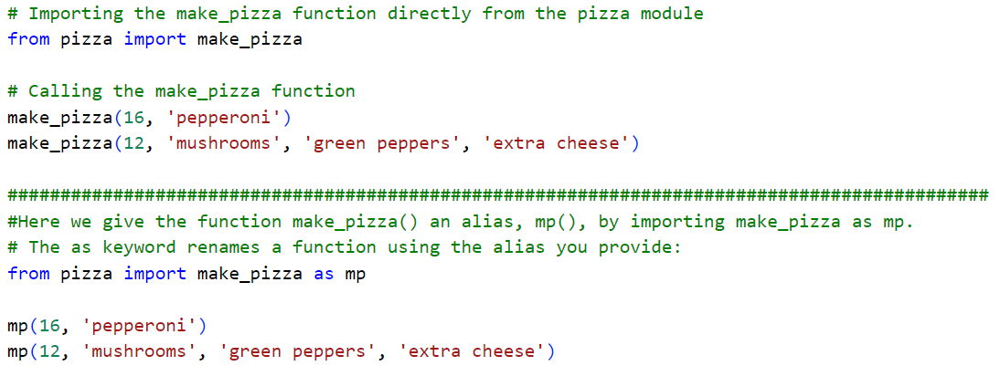 # Importing the make_pizza function directly from the pizza module
from pizza import make_pizza
# Calling the make_pizza function
make_pizza(16, 'pepperoni')
make_pizza(12, 'mushrooms', 'green peppers', 'extra cheese')
#############################################################################################
#Here we give the function make_pizza() an alias, mp(), by importing make_pizza as mp.
# The as keyword renames a function using the alias you provide:
from pizza import make_pizza as mp
mp(16, 'pepperoni')
mp(12, 'mushrooms', 'green peppers', 'extra cheese')